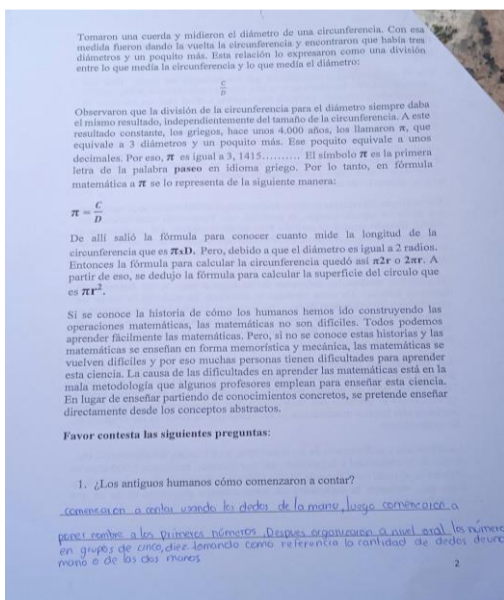 Tomaron una cuerda y midieron el diámetro de una circunferencia. Con esa
medida fueron dando la vuelta la circunferencia y encontraron que había tres
diámetros y un poquito más. Esta relación lo expresaron como una división
entre lo que medía la circunferencia y lo que medía el diámetro:
C
D
Observaron que la división de la circunferencia para el diámetro siempre daba
el mismo resultado, independientemente del tamaño de la circunferencia. A este
resultado constante, los griegos, hace unos 4.000 años, los llamaron π, que
equivale a 3 diámetros y un poquito más. Ese poquito equivale a unos
decimales. Por eso, π es igual a 3, 1415.......... El símbolo π es la primera
letra de la palabra paseo en idioma griego. Por lo tanto, en fórmula
matemática a π se lo representa de la siguiente manera:
π = C
D
De allí salió la fórmula para conocer cuanto mide la longitud de la
circunferencia que es πxD. Pero, debido a que el diámetro es igual a 2 radios.
Entonces la fórmula para calcular la circunferencia quedó así π2r o 2πr. A
partir de eso, se dedujo la fórmula para calcular la superficie del círculo que
es πr².
Si se conoce la historia de cómo los humanos hemos ido construyendo las
operaciones matemáticas, las matemáticas no son difíciles. Todos podemos
aprender fácilmente las matemáticas. Pero, si no se conoce estas historias y las
matemáticas se enseñan en forma memorística y mecánica, las matemáticas se
vuelven difíciles y por eso muchas personas tienen dificultades para aprender
esta ciencia. La causa de las dificultades en aprender las matemáticas está en la
mala metodología que algunos profesores emplean para enseñar esta ciencia.
En lugar de enseñar partiendo de conocimientos concretos, se pretende enseñar
directamente desde los conceptos abstractos.
Favor contesta las siguientes preguntas:
1. ¿Los antiguos humanos cómo comenzaron a contar?
comensaron a contar usando los dedos de la mano, luego comencaron a
poner nombre a los primeros números. Despues organizaron a nivel oral los número
en grupos de cinco, diez tomando como referencia la cantidad de dedos de una
mano o de las dos manos
2